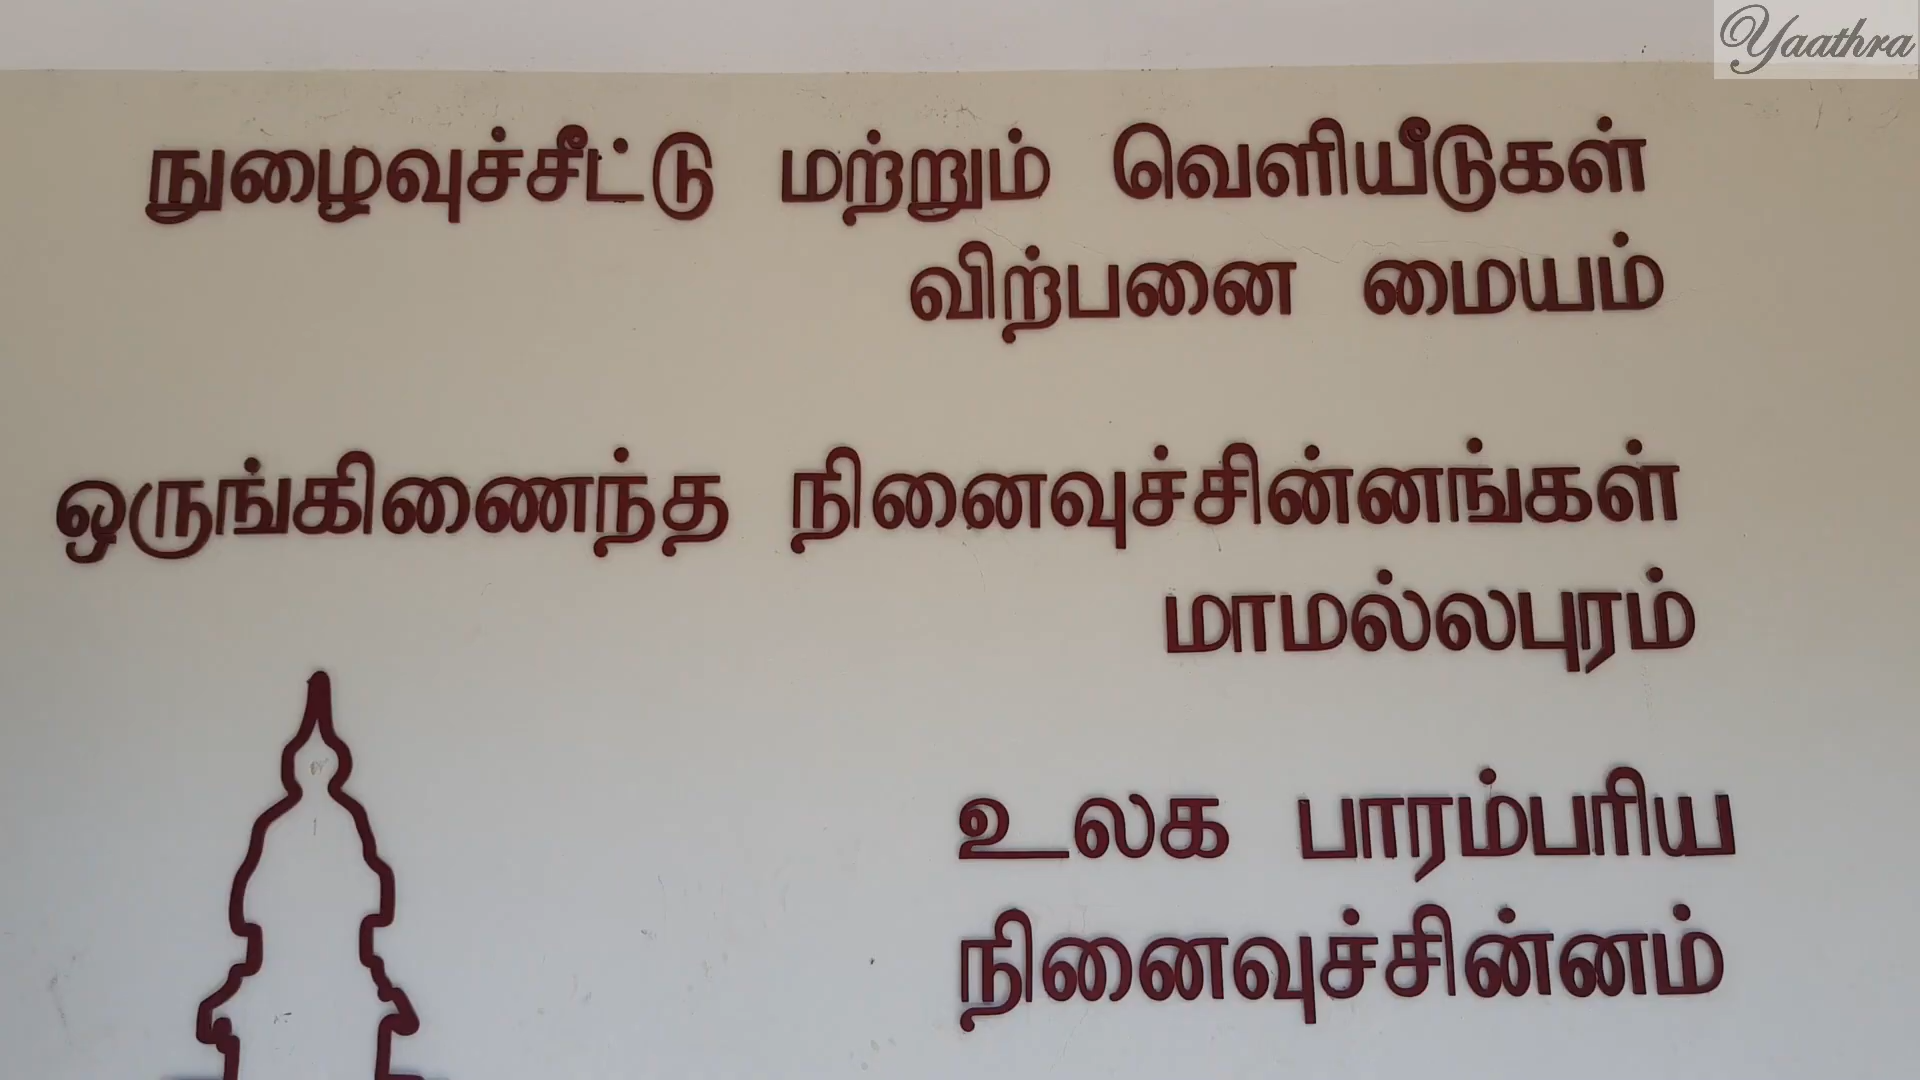 Yaathra
நுழைவுச்சீட்டு மற்றும் வெளியீடுகள்
விற்பனை மையம்
ஒருங்கிணைந்த நினைவுச்சின்னங்கள்
மாமல்லபுரம்
உலக பாரம்பரிய
நினைவுச்சின்னம்